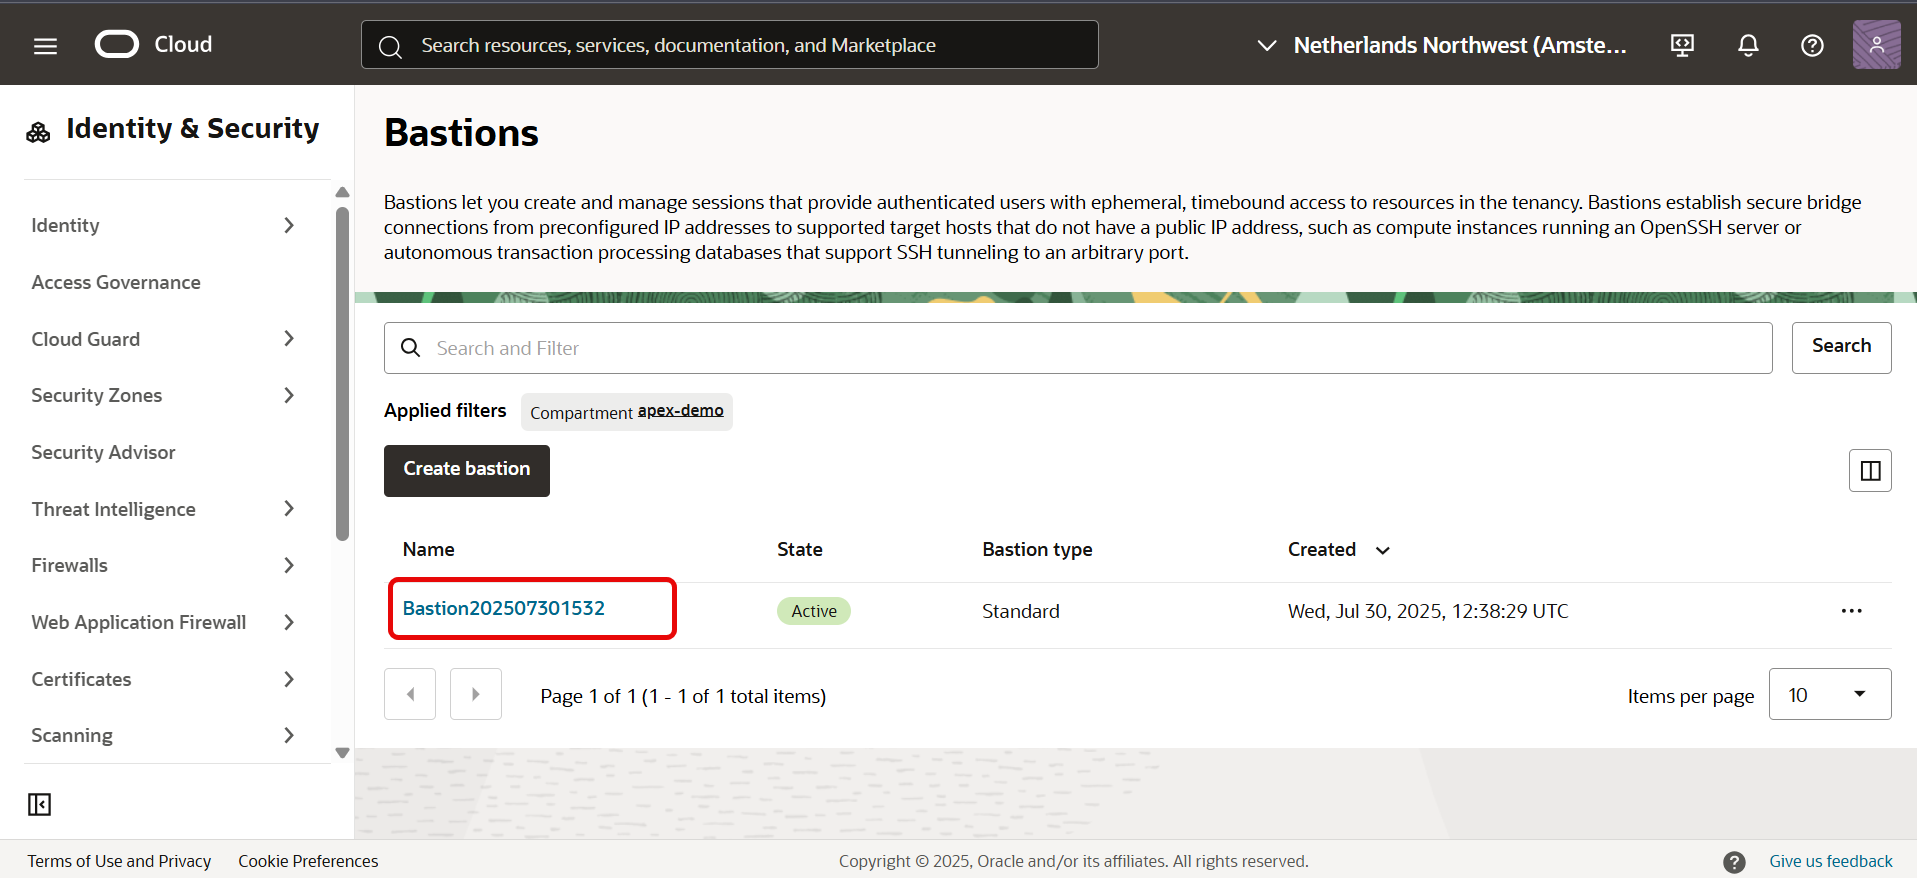 Cloud
Search resources, services, documentation, and Marketplace
Netherlands Northwest (Amste...
Identity & Security
Identity
Access Governance
Cloud Guard
Security Zones
Security Advisor
Threat Intelligence
Firewalls
Web Application Firewall
Certificates
Scanning
Bastions
Bastions let you create and manage sessions that provide authenticated users with ephemeral, timebound access to resources in the tenancy. Bastions establish secure bridge
connections from preconfigured IP addresses to supported target hosts that do not have a public IP address, such as compute instances running an OpenSSH server or
autonomous transaction processing databases that support SSH tunneling to an arbitrary port.
Search and Filter
Search
Applied filters Compartment apex-demo
Create bastion
Name State Bastion type Created
Bastion202507301532 Active Standard Wed, Jul 30, 2025, 12:38:29 UTC
Page 1 of 1 (1 - 1 of 1 total items)
Items per page 10
Terms of Use and Privacy Cookie Preferences
Copyright © 2025, Oracle and/or its affiliates. All rights reserved.
Give us feedback